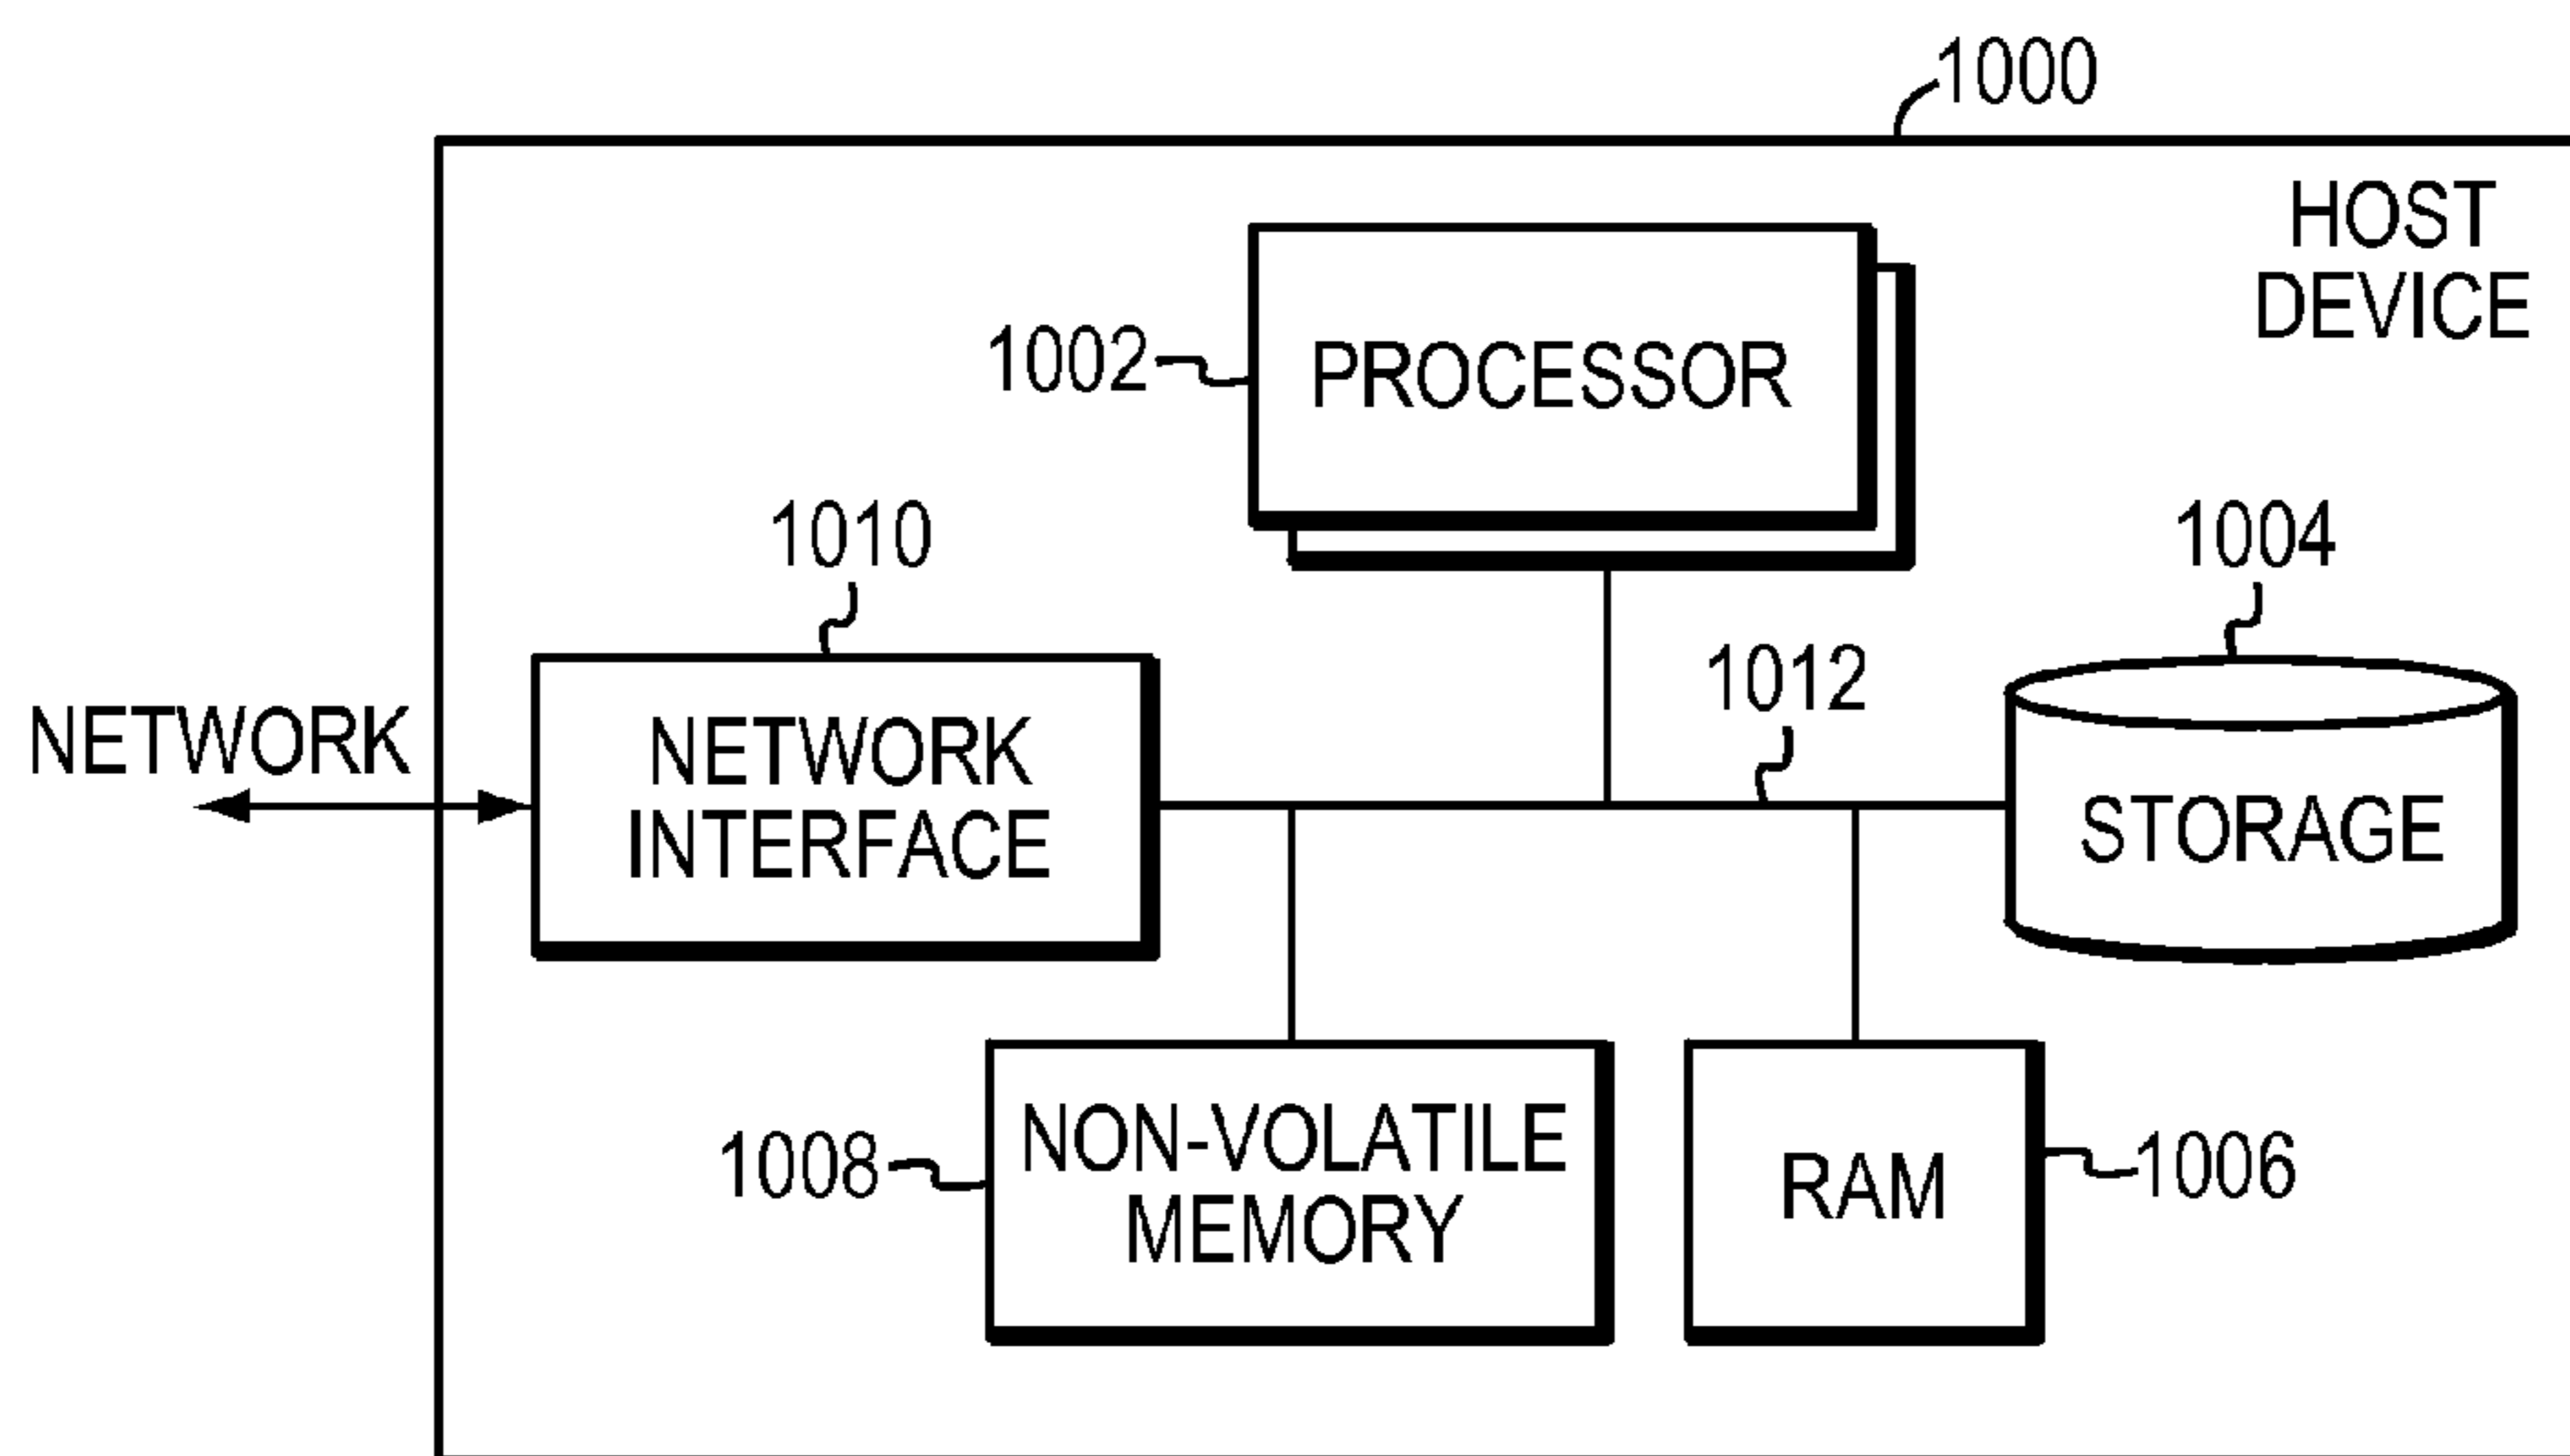 1000
HOST
DEVICE
1002
PROCESSOR
1010
1004
1012
NETWORK
NETWORK
INTERFACE
STORAGE
1008
NON-VOLATILE
MEMORY
RAM
1006